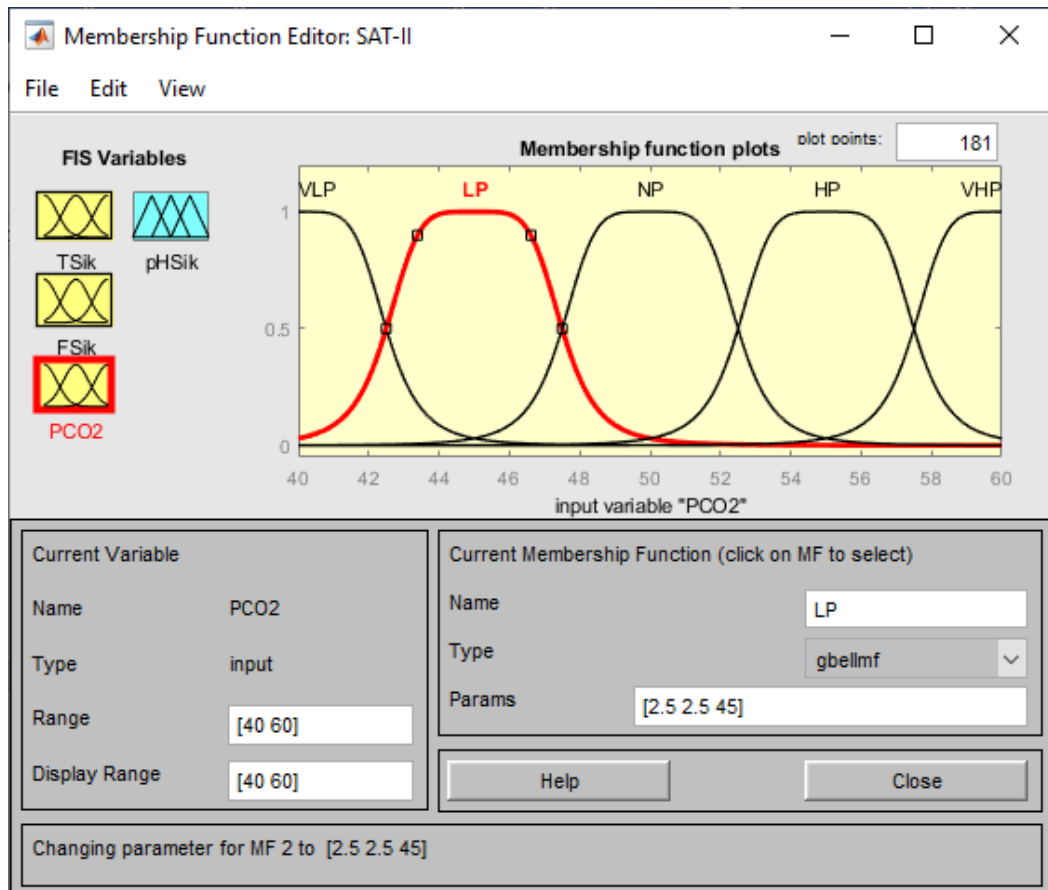 Membership Function Editor: SAT-II
File Edit View
FIS Variables
TSik pHSik
FSik
PCO2
Membership function plots plot points: 181
VLP LP NP HP VHP
1
0.5
0
40 42 44 46 48 50 52 54 56 58 60
input variable "PCO2"
Current Variable
Name PCO2
Type input
Range [40 60]
Display Range [40 60]
Current Membership Function (click on MF to select)
Name LP
Type gbellmf
Params [2.5 2.5 45]
Help Close
Changing parameter for MF 2 to [2.5 2.5 45]